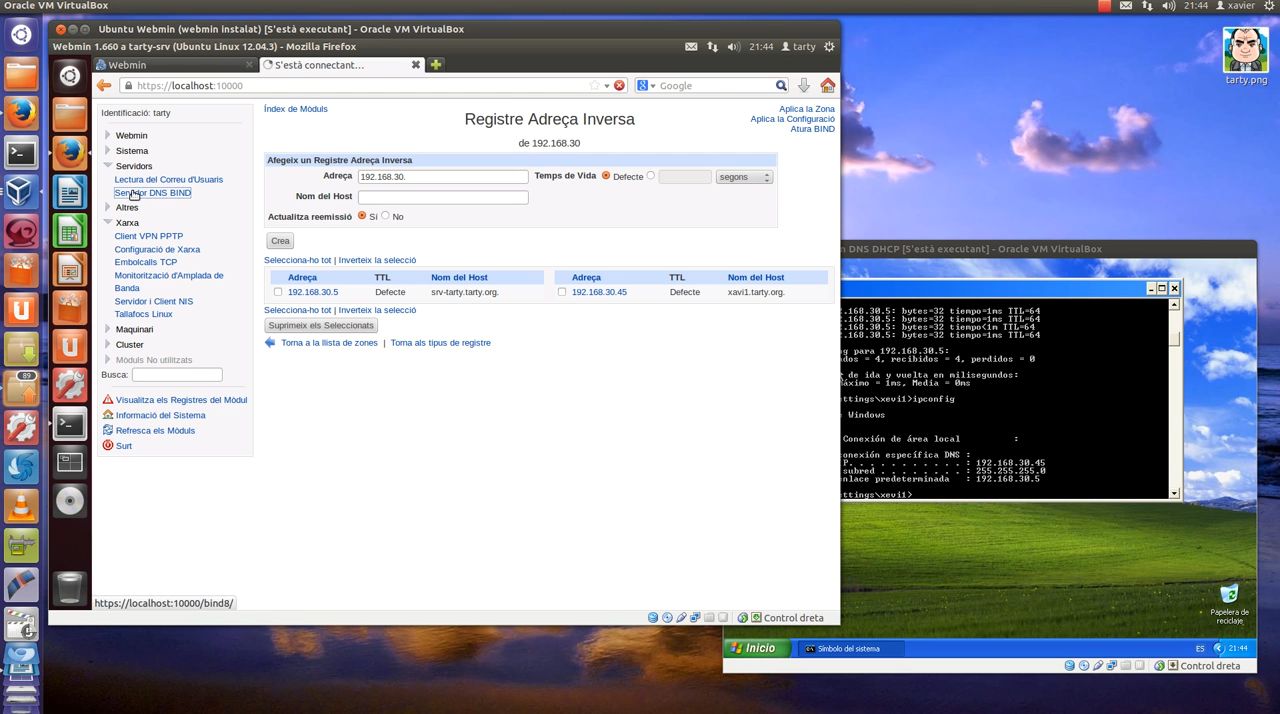 Oracle VM VirtualBox
21:44
xavier
Ubuntu Webmin (webmin instalat) [S'està executant] - Oracle VM VirtualBox
Webmin 1.660 a tarty-srv (Ubuntu Linux 12.04.3) - Mozilla Firefox
21:44
tarty
Webmin
S'està connectant…
https://localhost:10000
Google
Identificació: tarty
Webmin
Sistema
Servidors
Lectura del Correu d'Usuaris
Servidor DNS BIND
Altres
Xarxa
Client VPN PPTP
Configuració de Xarxa
Embolcalls TCP
Monitorització d'Amplada de
Banda
Servidor i Client NIS
Tallafocs Linux
Maquinari
Cluster
Mòduls No utilitzats
Busca:
Visualitza els Registres del Mòdul
Informació del Sistema
Refresca els Mòduls
Surt
Índex de Mòduls
Registre Adreça Inversa
de 192.168.30
Aplica la Zona
Aplica la Configuració
Atura BIND
Afegeix un Registre Adreça Inversa
Adreça
192.168.30.
Temps de Vida
Defecte
segons
Nom del Host
Actualitza reemissió
Sí
No
Crea
Selecciona-ho tot | Inverteix la selecció
Adreça TTL Nom del Host
192.168.30.5 Defecte srv-tarty.tarty.org.
Adreça TTL Nom del Host
192.168.30.45 Defecte xavi1.tarty.org.
Selecciona-ho tot | Inverteix la selecció
Suprimeix els Seleccionats
Torna a la llista de zones | Torna als tipus de registre
https://localhost:10000/bind8/
Control dreta
89
tarty.png
DNS DHCP [S'està executant] - Oracle VM VirtualBox
.168.30.5: bytes=32 tiempo=1ms TTL=64
.168.30.5: bytes=32 tiempo=1ms TTL=64
.168.30.5: bytes=32 tiempo<1m TTL=64
.168.30.5: bytes=32 tiempo=1ms TTL=64
para 192.168.30.5:
= 4, recibidos = 4, perdidos = 0
de ida y vuelta en milisegundos:
áximo = 1ms, Media = 0ms
ettings\xevi1>ipconfig
Windows
Conexión de área local :
conexión específica DNS :
P. . . . . . . . . . . . : 192.168.30.45
subred . . . . . . . . : 255.255.255.0
enlace predeterminada : 192.168.30.5
ettings\xevi1>
Papelera de
reciclaje
Inicio
Símbolo del sistema
ES
21:44
Control dreta